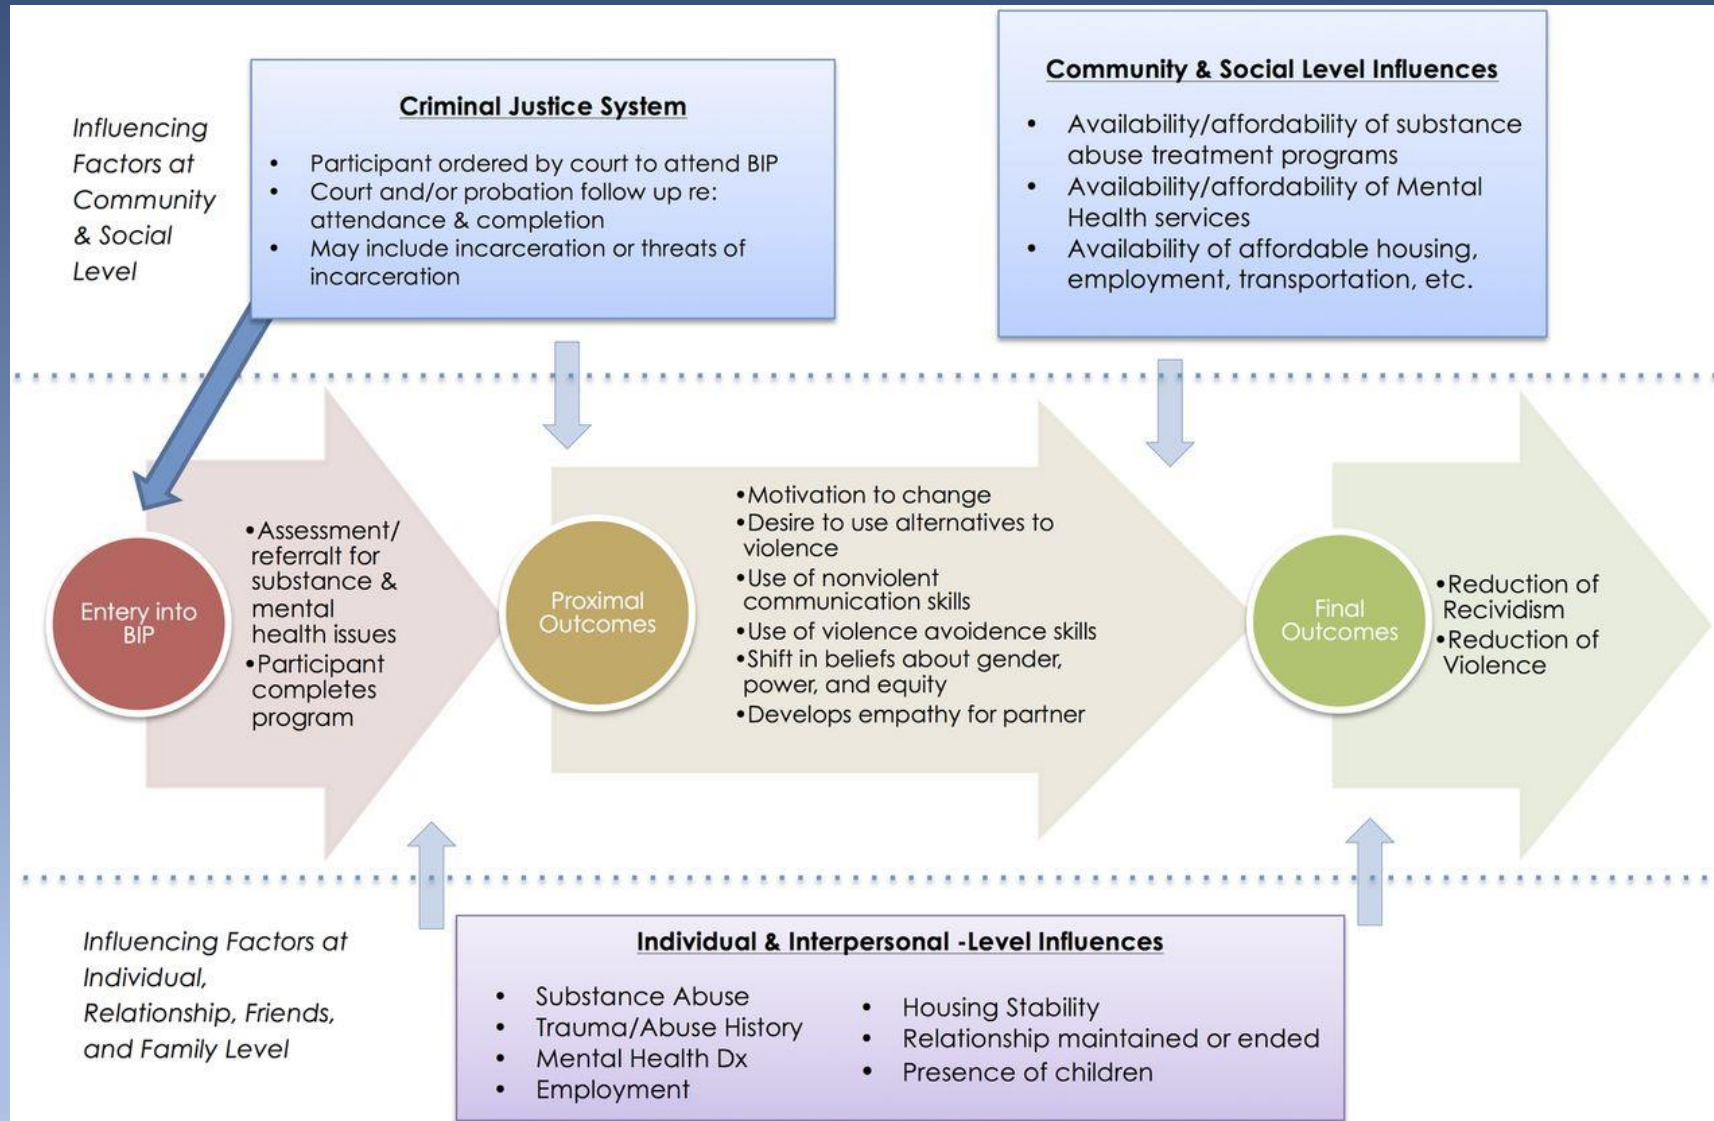 Influencing
Factors at
Community
& Social
Level
Criminal Justice System
• Participant ordered by court to attend BIP
• Court and/or probation follow up re:
attendance & completion
• May include incarceration or threats of
incarceration
Community & Social Level Influences
• Availability/affordability of substance
abuse treatment programs
• Availability/affordability of Mental
Health services
• Availability of affordable housing,
employment, transportation, etc.
Entery into
BIP
•Assessment/
referralt for
substance &
mental
health issues
•Participant
completes
program
Proximal
Outcomes
•Motivation to change
•Desire to use alternatives to
violence
•Use of nonviolent
communication skills
•Use of violence avoidence skills
•Shift in beliefs about gender,
power, and equity
•Develops empathy for partner
Final
Outcomes
•Reduction of
Recividism
•Reduction of
Violence
Influencing Factors at
Individual,
Relationship, Friends,
and Family Level
Individual & Interpersonal -Level Influences
• Substance Abuse
• Trauma/Abuse History
• Mental Health Dx
• Employment
• Housing Stability
• Relationship maintained or ended
• Presence of children